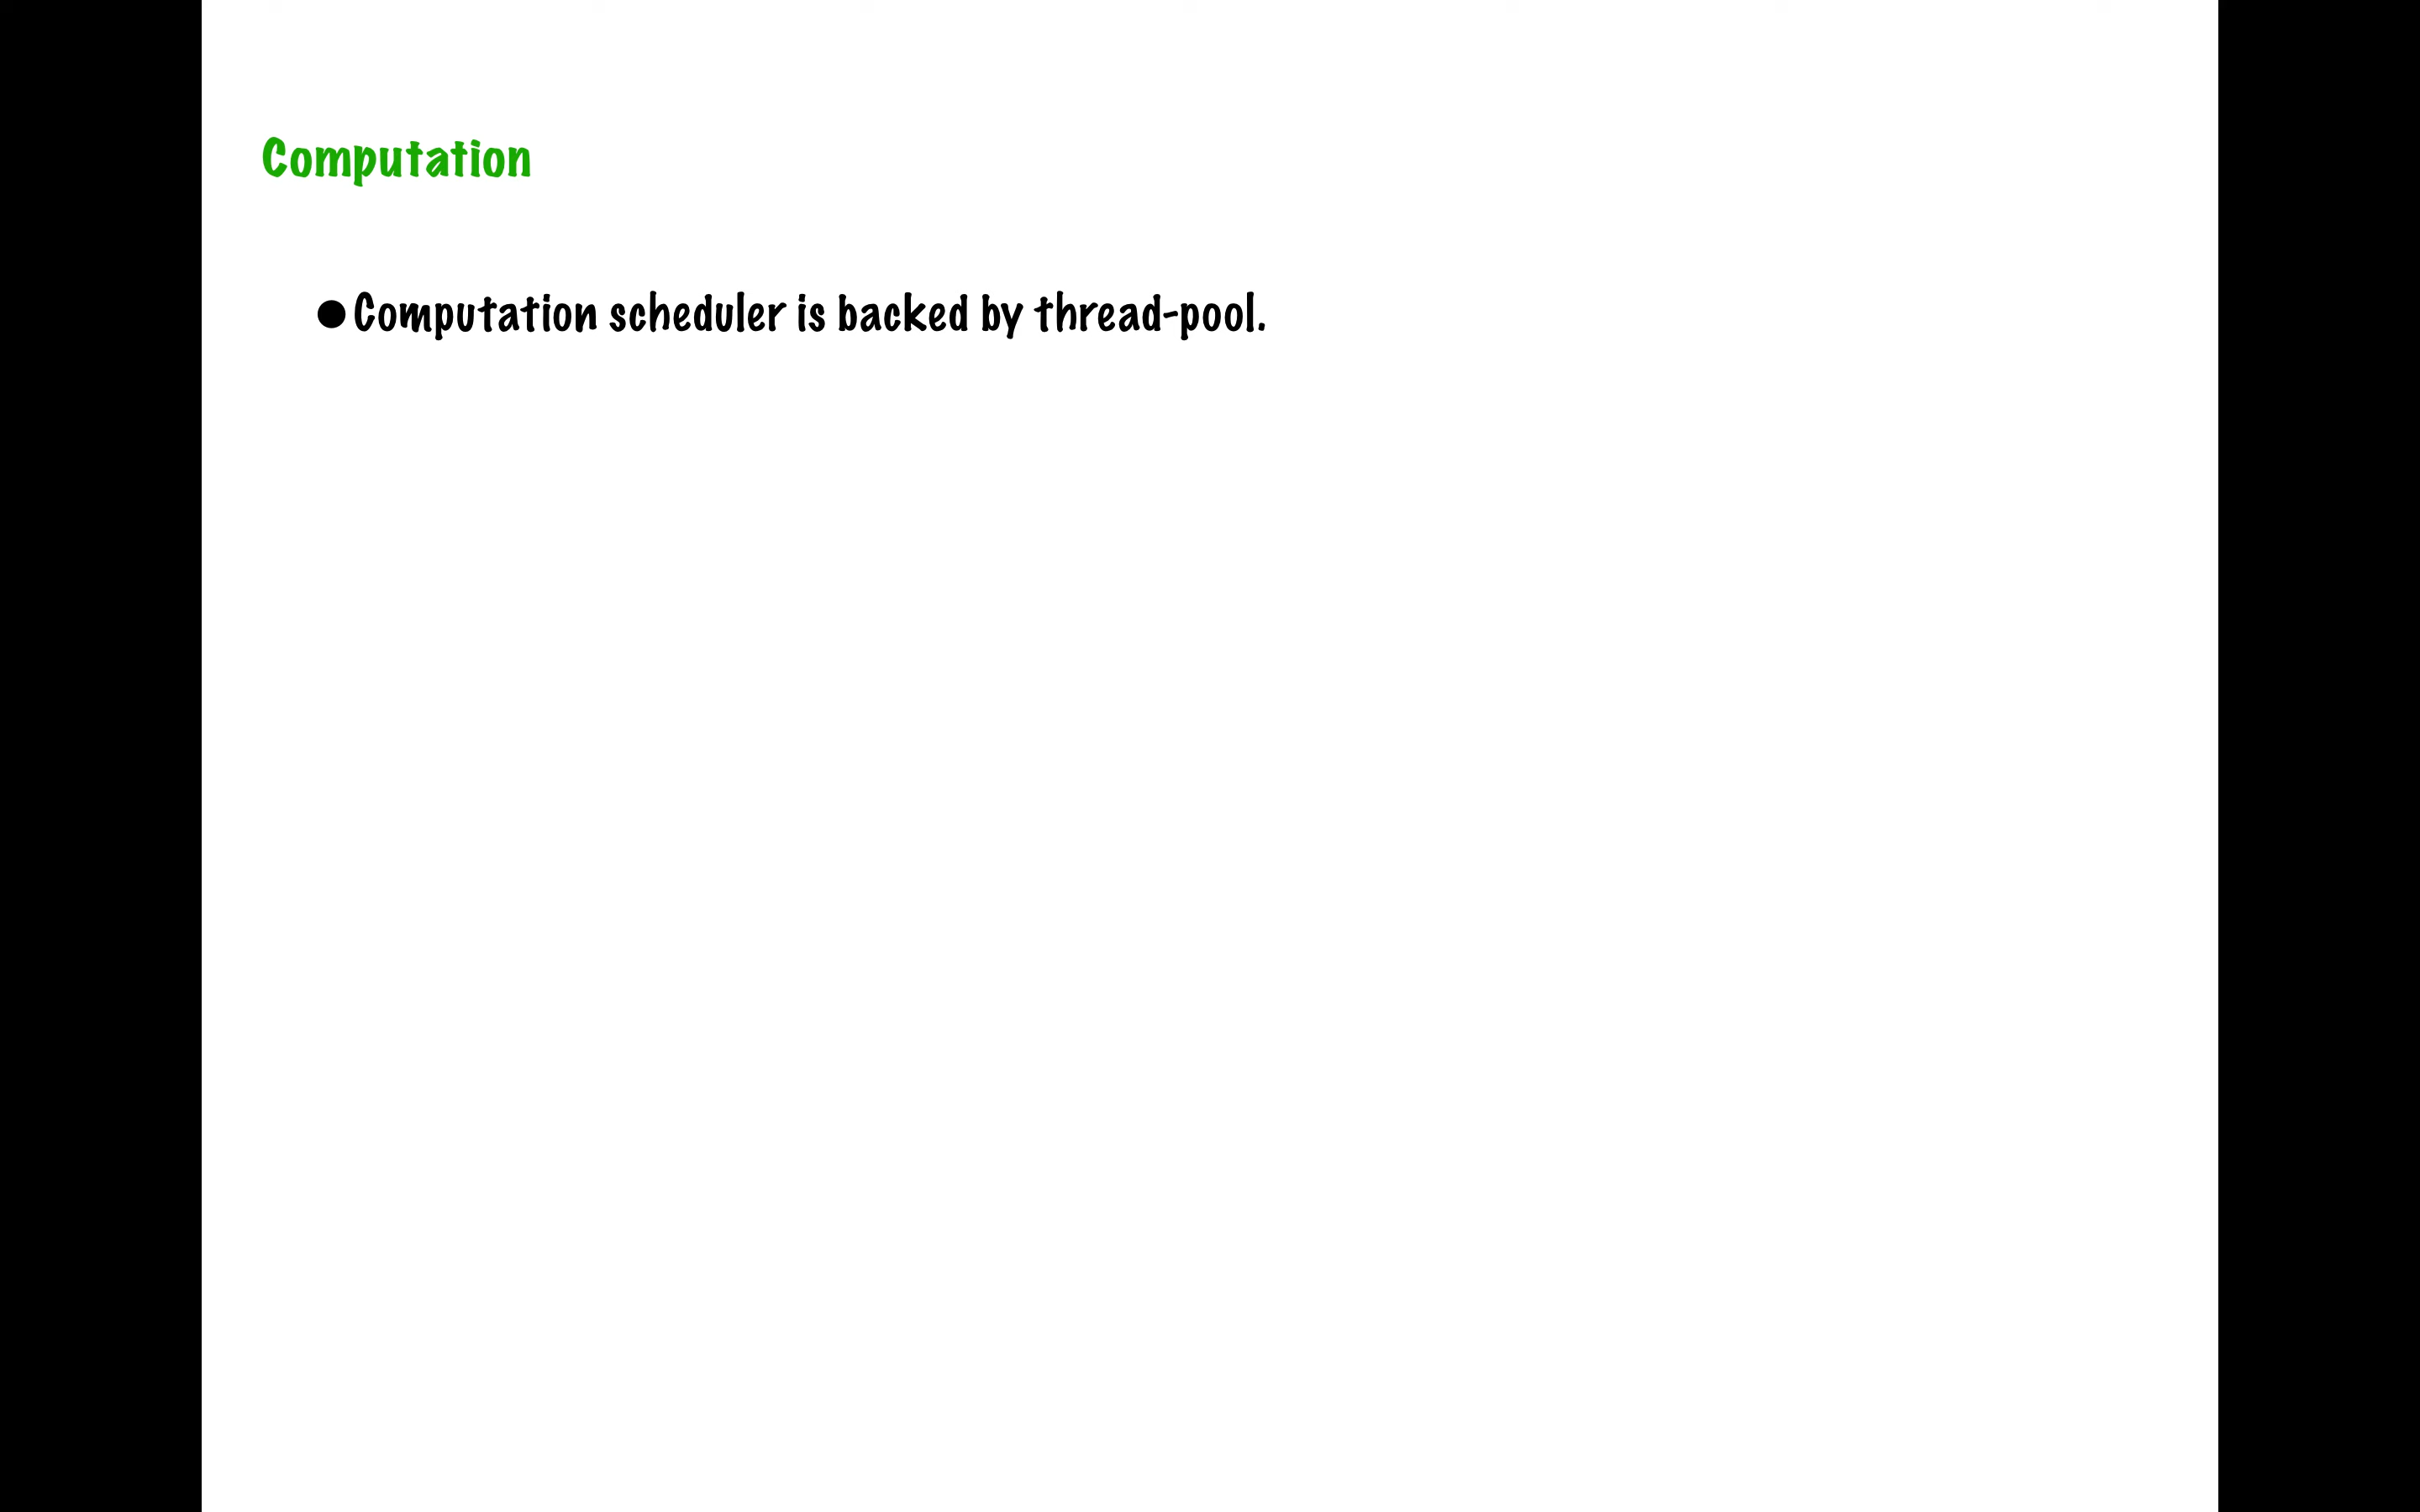 Computation
●Computation scheduler is backed by thread-pool.